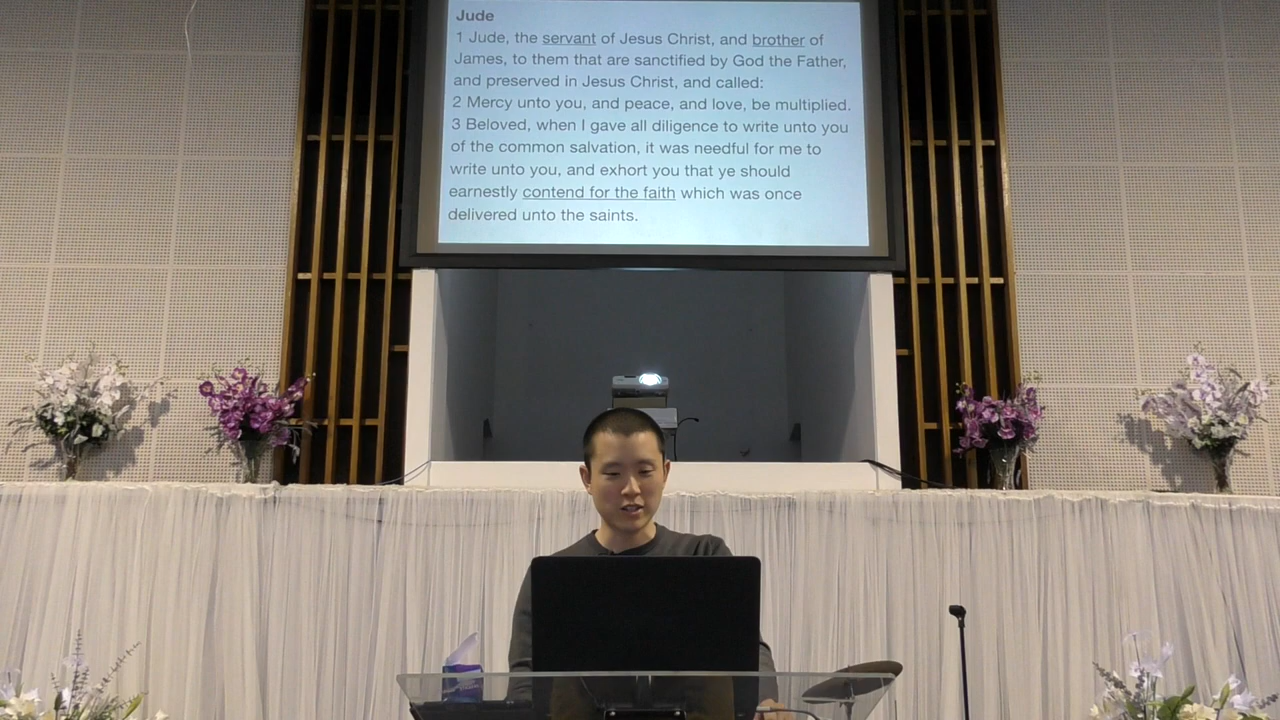 Jude
1 Jude, the servant of Jesus Christ, and brother of
James, to them that are sanctified by God the Father,
and preserved in Jesus Christ, and called:
2 Mercy unto you, and peace, and love, be multiplied.
3 Beloved, when I gave all diligence to write unto you
of the common salvation, it was needful for me to
write unto you, and exhort you that ye should
earnestly contend for the faith which was once
delivered unto the saints.